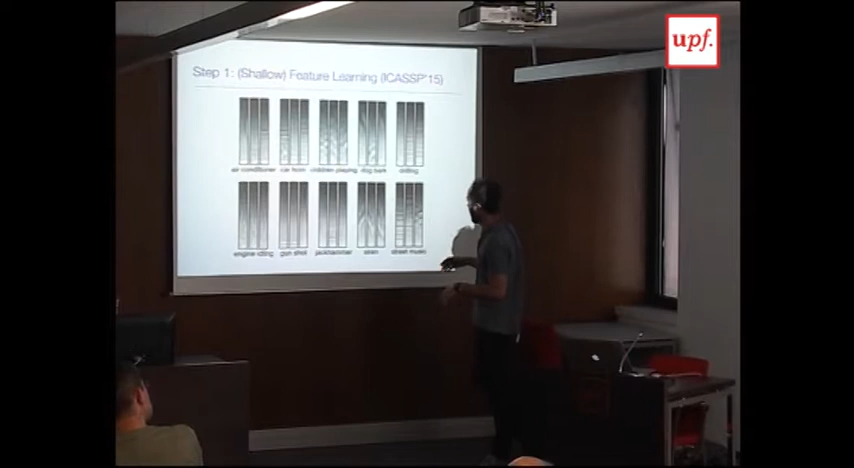 upf.
Step 1: (Shallow) Feature Learning (ICASSP'15)
air conditioner car horn children playing dog bark drilling
engine idling gun shot jackhammer siren street music